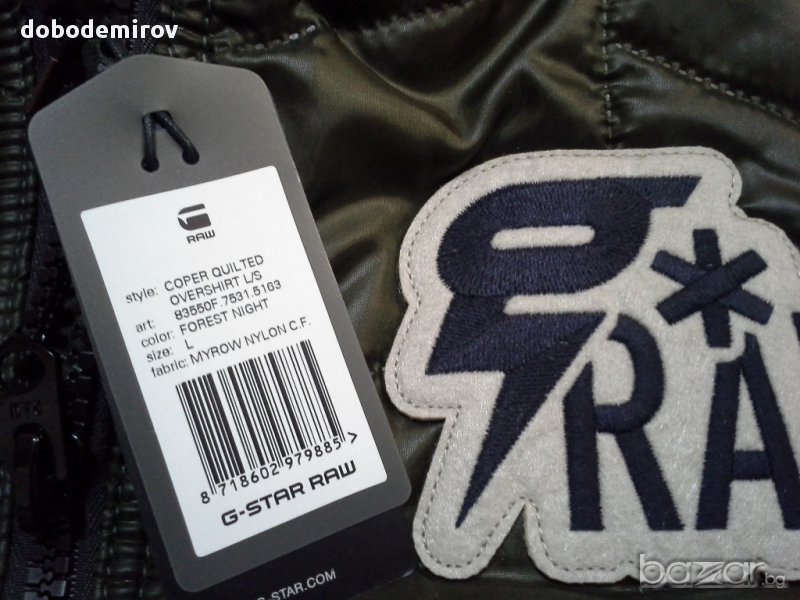 dobodemirov
RAW
style: COPER QUILTED
OVERSHIRT L/S
art: 83550F.7531.5163
color: FOREST NIGHT
size: L
fabric: MYROW NYLON C.F.
8 718602 979885 >
G-STAR RAW
-STAR.COM
RA
bazar.bg